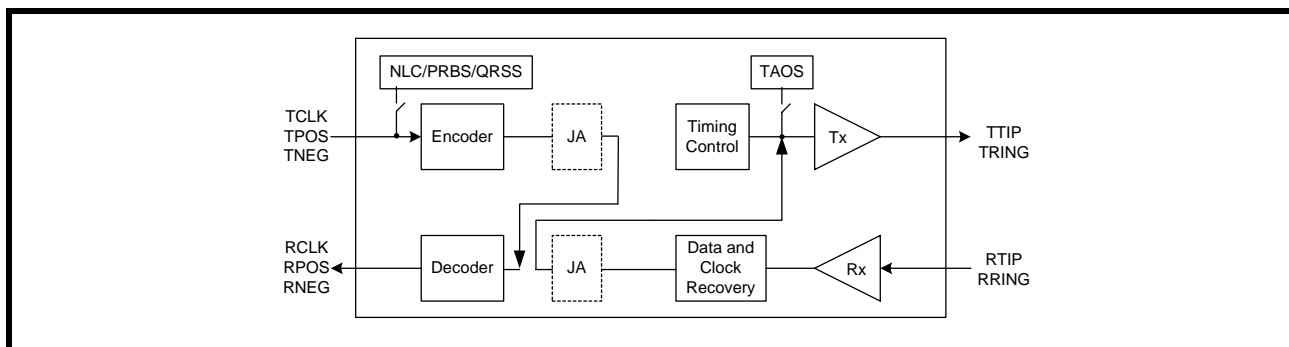 NLC/PRBS/QRSS
TAOS
TCLK
TPOS
TNEG
Encoder
JA
Timing
Control
Tx
TTIP
TRING
RCLK
RPOS
RNEG
Decoder
JA
Data and
Clock
Recovery
Rx
RTIP
RRING